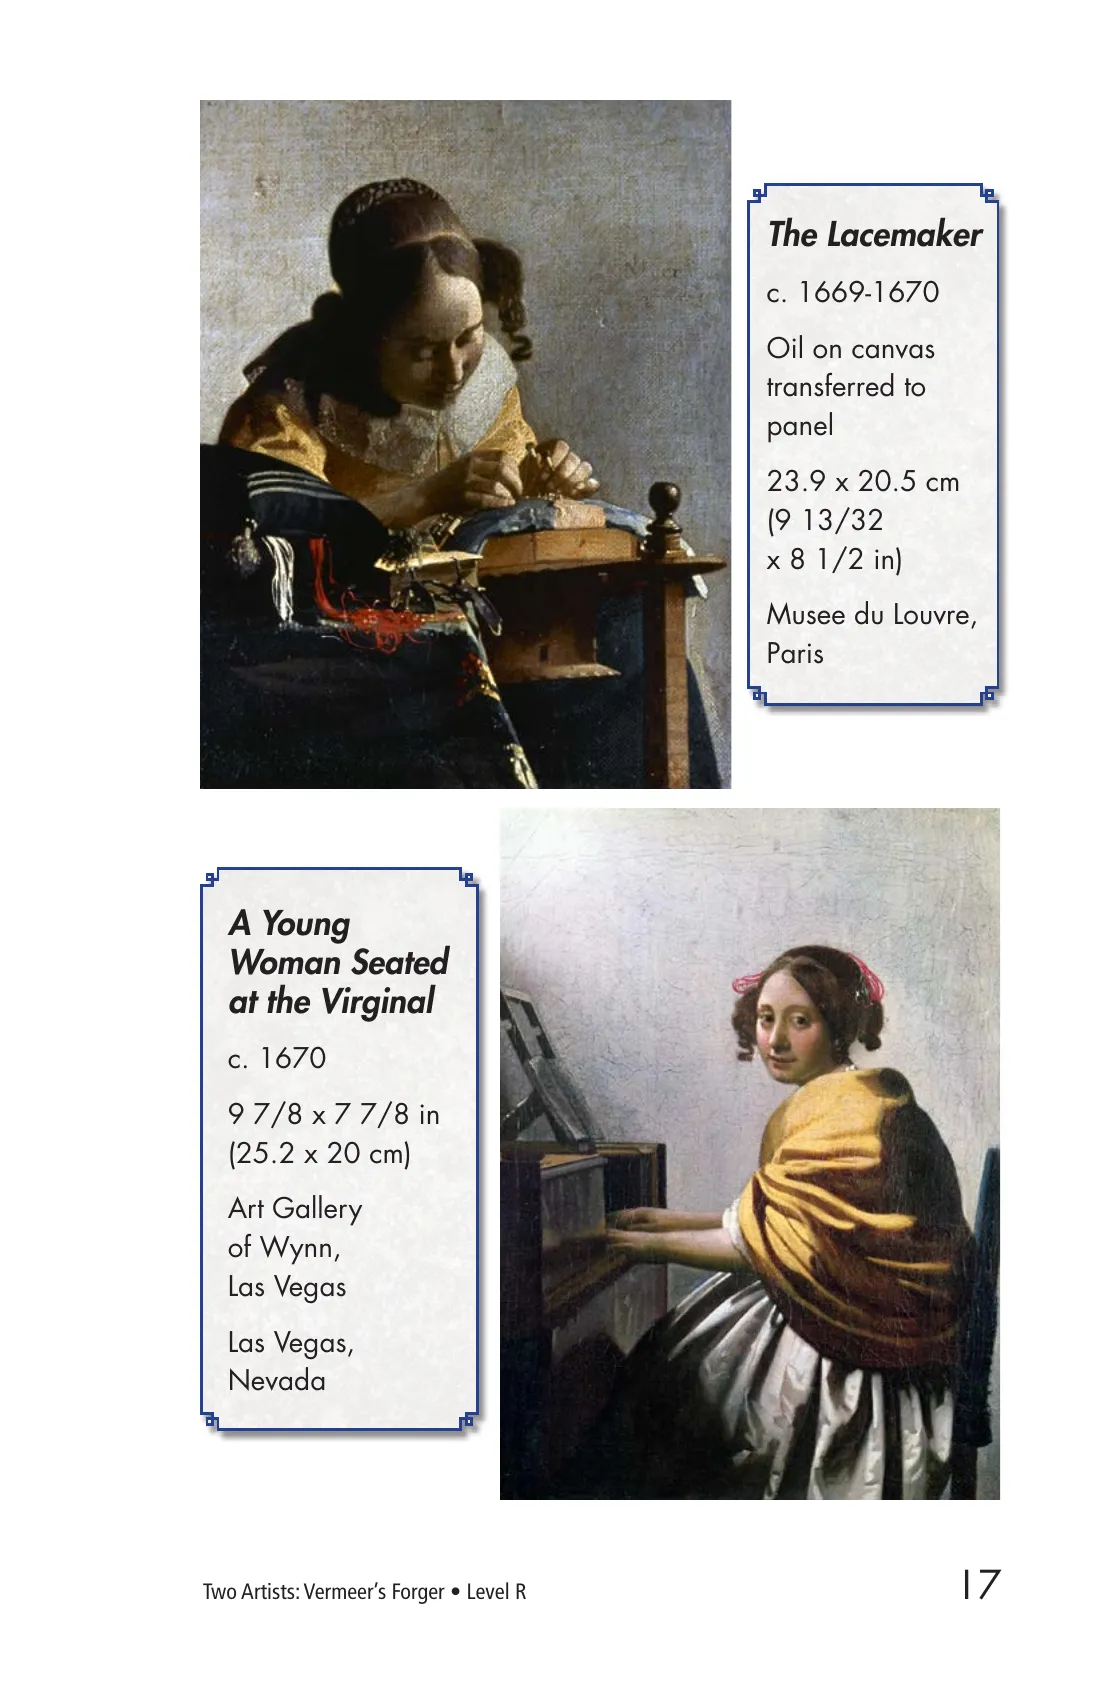 The Lacemaker
c. 1669-1670
Oil on canvas
transferred to
panel
23.9 x 20.5 cm
(9 13/32
x 8 1/2 in)
Musee du Louvre,
Paris
A Young
Woman Seated
at the Virginal
c. 1670
9 7/8 x 7 7/8 in
(25.2 x 20 cm)
Art Gallery
of Wynn,
Las Vegas
Las Vegas,
Nevada
Two Artists: Vermeer's Forger • Level R
17